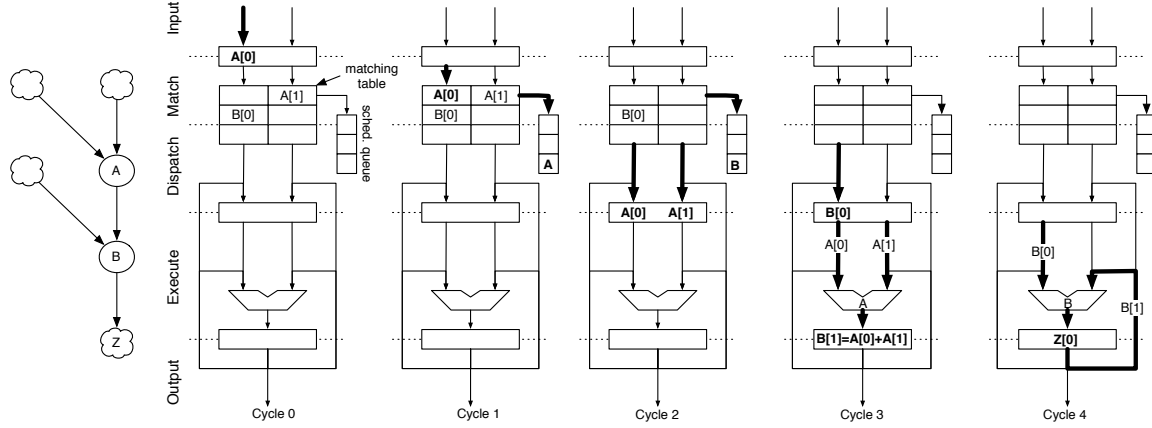 Input
Match
Dispatch
Execute
Output
A
B
Z
A[0]
A[1]
B[0]
matching
table
sched. queue
Cycle 0
A[0]
A[1]
B[0]
A
Cycle 1
B[0]
B
A[0]
A[1]
Cycle 2
B[0]
A[0]
A[1]
A
B[1]=A[0]+A[1]
Cycle 3
B[0]
B
B[1]
Z[0]
Cycle 4